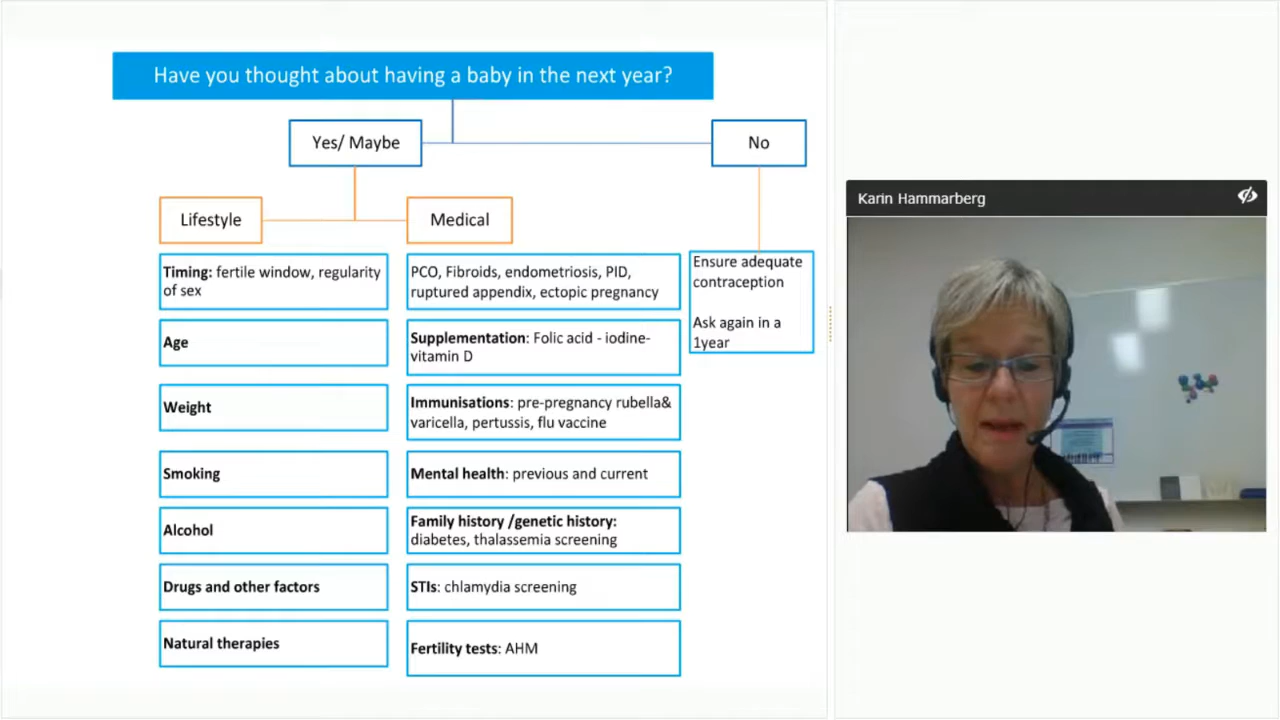 Have you thought about having a baby in the next year?
Yes/ Maybe
No
Lifestyle
Medical
Timing: fertile window, regularity
of sex
Age
Weight
Smoking
Alcohol
Drugs and other factors
Natural therapies
PCO, Fibroids, endometriosis, PID,
ruptured appendix, ectopic pregnancy
Supplementation: Folic acid - iodine-
vitamin D
Immunisations: pre-pregnancy rubella&
varicella, pertussis, flu vaccine
Mental health: previous and current
Family history /genetic history:
diabetes, thalassemia screening
STIs: chlamydia screening
Fertility tests: AHM
Ensure adequate
contraception
Ask again in a
1year
Karin Hammarberg